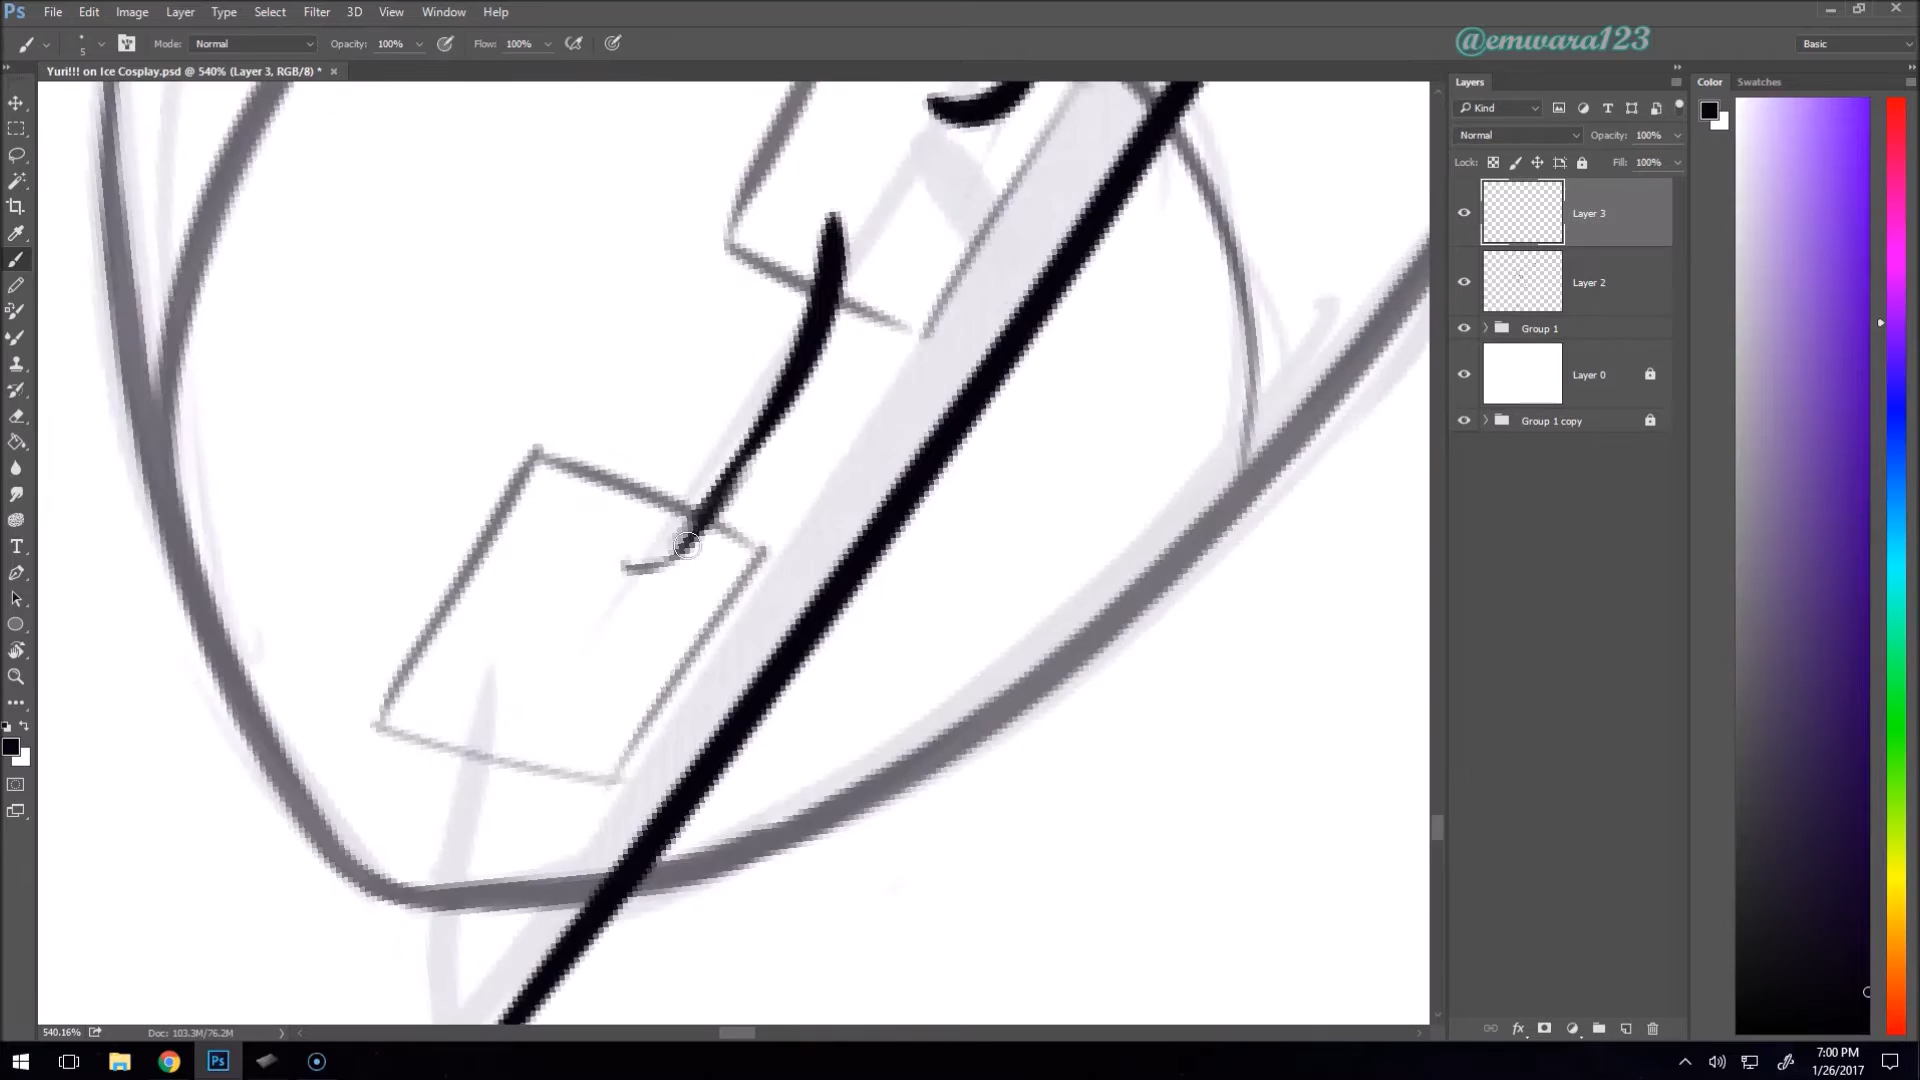 Ps File Edit Image Layer Type Select Filter 3D View Window Help
5 Mode: Normal Opacity: 100% Flow: 100% @emwara123 Basic
Yuri!!! on Ice Cosplay.psd @ 540% (Layer 3, RGB/8) * ×
Layers
Color Swatches
Kind
Normal Opacity: 100%
Lock: Fill: 100%
Layer 3
Layer 2
Group 1
Layer 0
Group 1 copy
540.16% Doc: 103.3M/76.2M
fx
Ps
7:00 PM
1/26/2017